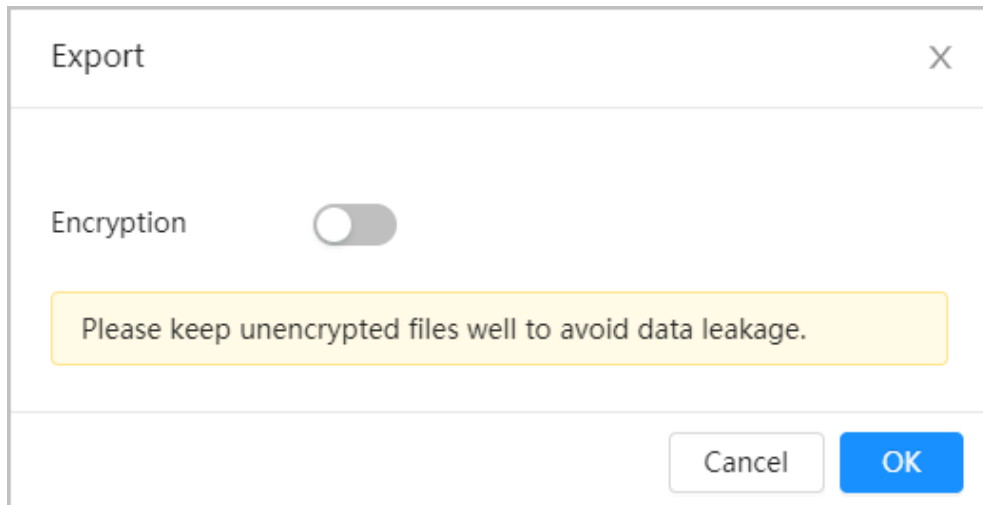 Export X
Encryption
Please keep unencrypted files well to avoid data leakage.
Cancel OK